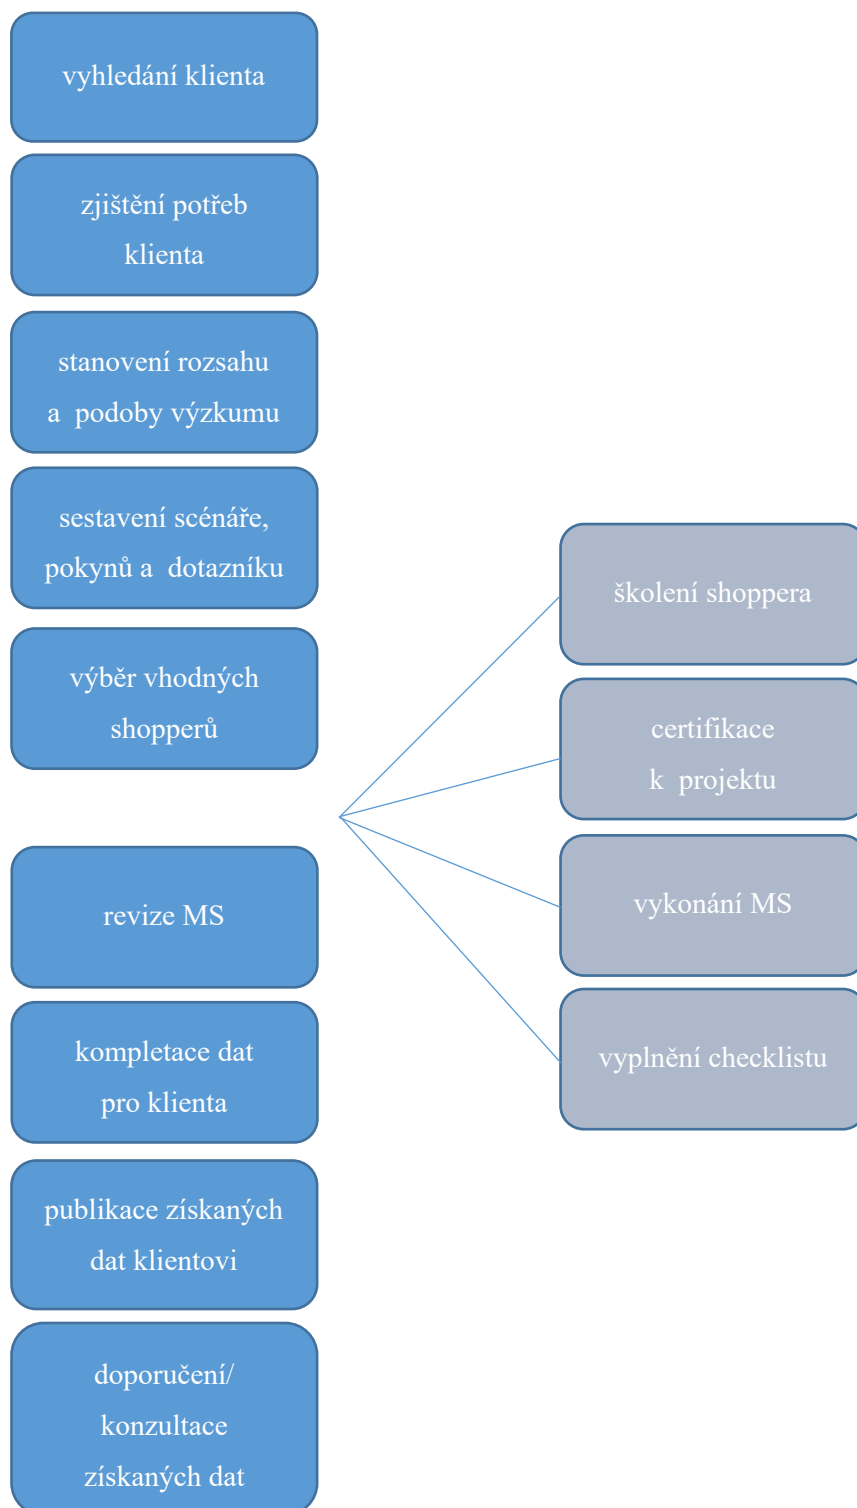 vyhledání klienta
zjištění potřeb
klienta
stanovení rozsahu
a  podoby výzkumu
sestavení scénáře,
pokynů a  dotazníku
výběr vhodných
shopperů
školení shoppera
certifikace
k  projektu
vykonání MS
vyplnění checklistu
revize MS
kompletace dat
pro klienta
publikace získaných
dat klientovi
doporučení/
konzultace
získaných dat